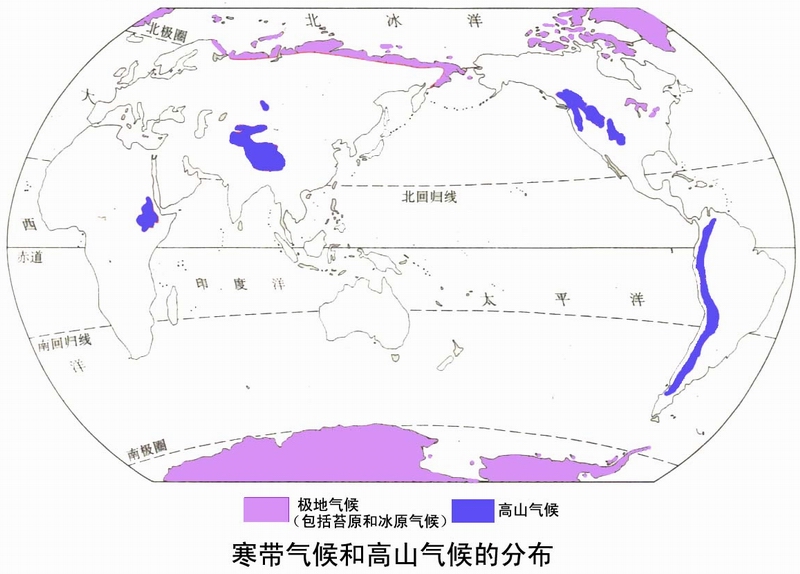 北 冰 洋
北极圈
大
北回归线
西
赤道
印 度 洋
太 平 洋
南回归线
洋
南极圈
极地气候
（包括苔原和冰原气候）
高山气候
寒带气候和高山气候的分布